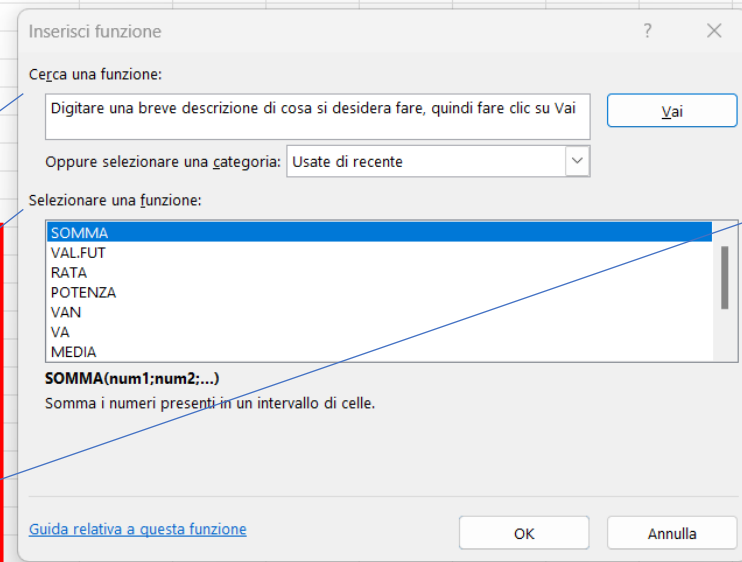 Inserisci funzione ?
Cerca una funzione:
Digitare una breve descrizione di cosa si desidera fare, quindi fare clic su Vai
Vai
Oppure selezionare una categoria: Usate di recente
Selezionare una funzione:
SOMMA
VAL.FUT
RATA
POTENZA
VAN
VA
MEDIA
SOMMA(num1;num2;...)
Somma i numeri presenti in un intervallo di celle.
Guida relativa a questa funzione
OK
Annulla